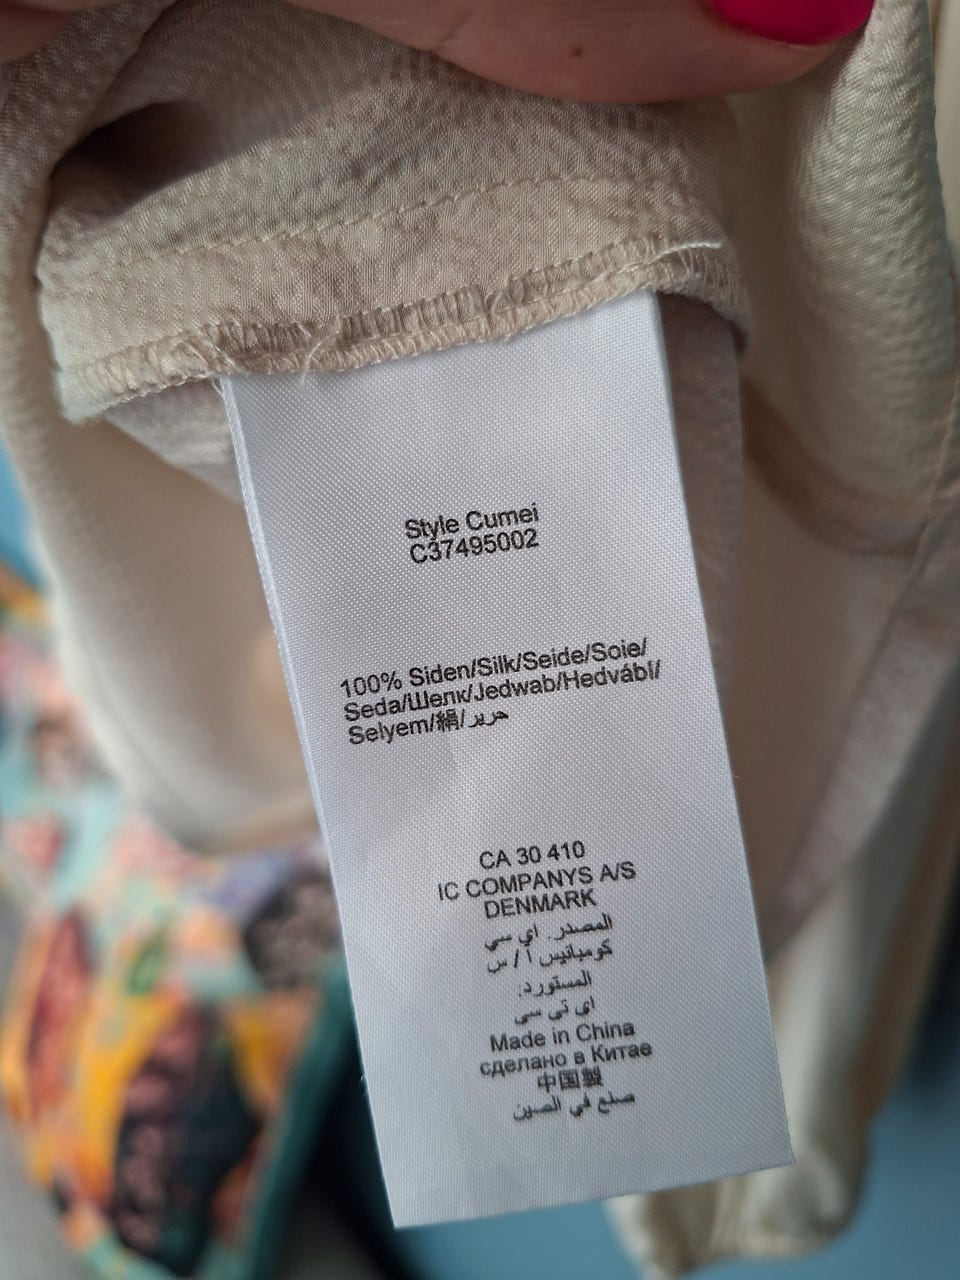 Style Cumei
C37495002
100% Siden/Silk/Seide/Soie/
Seda/Шелк/Jedwab/Hedvábí/
Selyem/絹/حرير
CA 30 410
IC COMPANYS A/S
DENMARK
المصدر. اي سي
كومبانيس أ / س
المستورد.
اي تي سي
Made in China
сделано в Китае
中国製
صنع في الصين